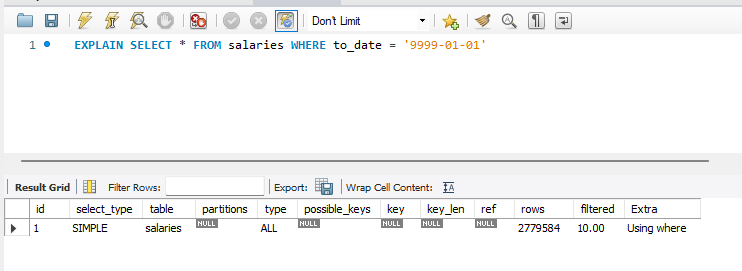 Don't Limit
1 EXPLAIN SELECT * FROM salaries WHERE to_date = '9999-01-01'
Result Grid Filter Rows: Export: Wrap Cell Content: IA
id select_type table partitions type possible_keys key key_len ref rows filtered Extra
1 SIMPLE salaries NULL ALL NULL NULL NULL NULL 2779584 10.00 Using where